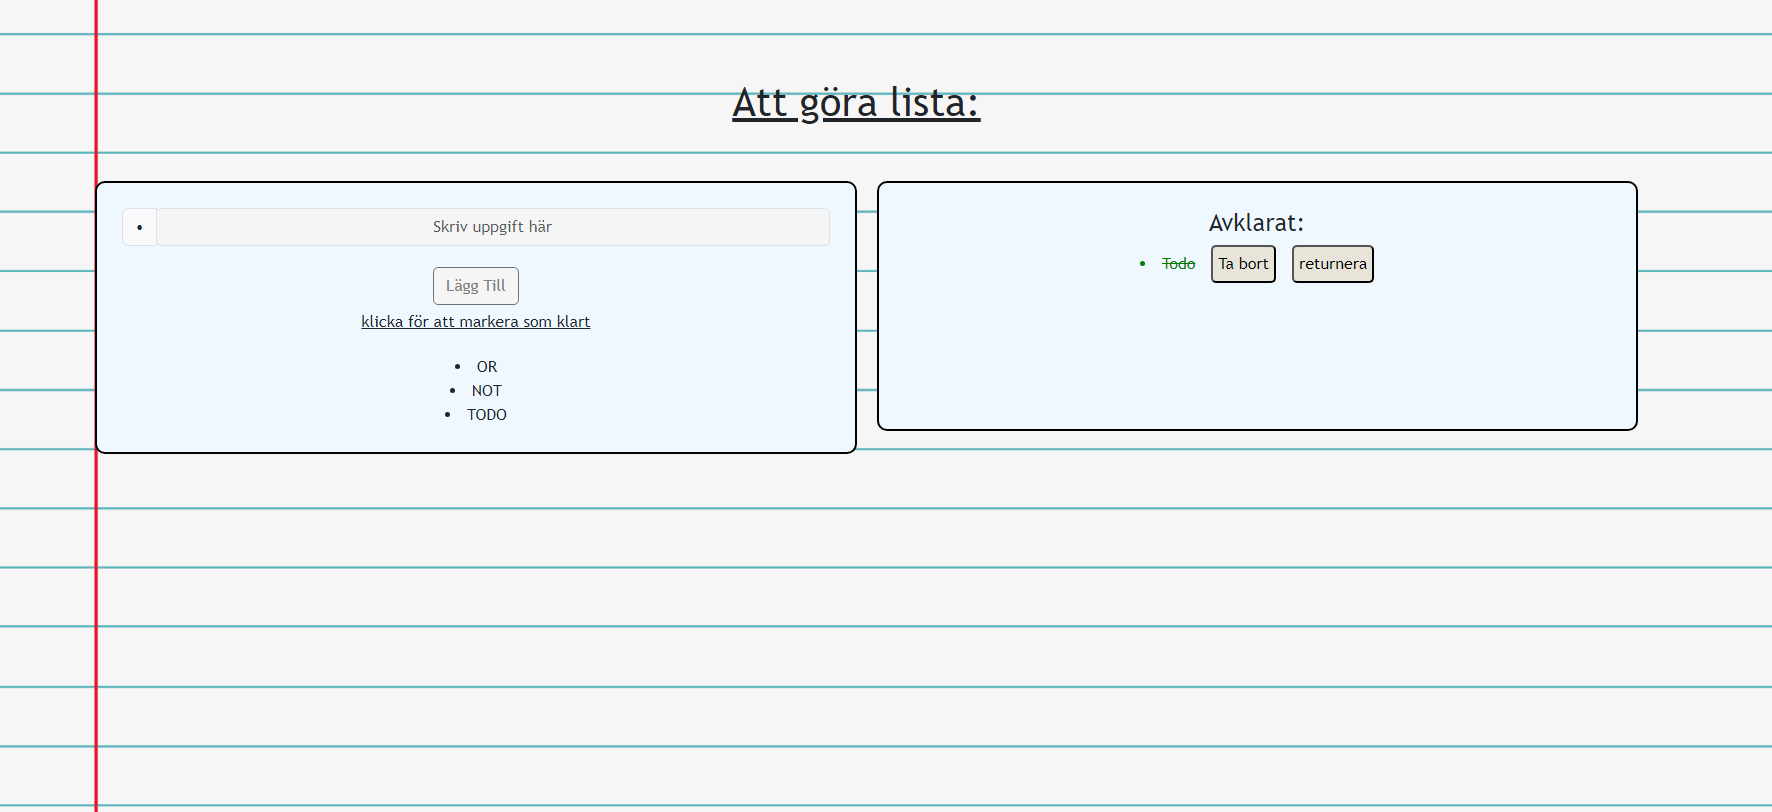 Att göra lista:
Skriv uppgift här
Lägg Till
klicka för att markera som klart
• OR
• NOT
• TODO
Avklarat:
• Todo Ta bort returnera